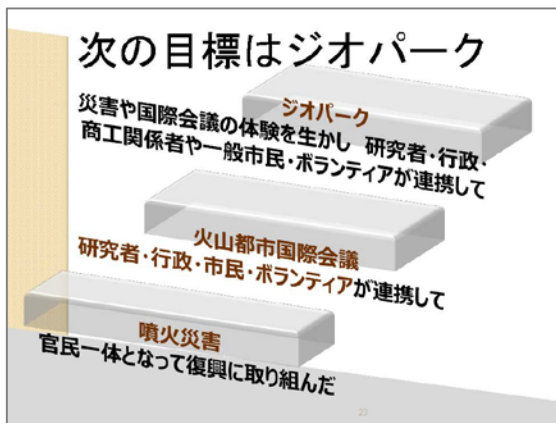 次の目標はジオパーク
ジオパーク
災害や国際会議の体験を生かし 研究者・行政・
商工関係者や一般市民・ボランティアが連携して
火山都市国際会議
研究者・行政・市民・ボランティアが連携して
噴火災害
官民一体となって復興に取り組んだ